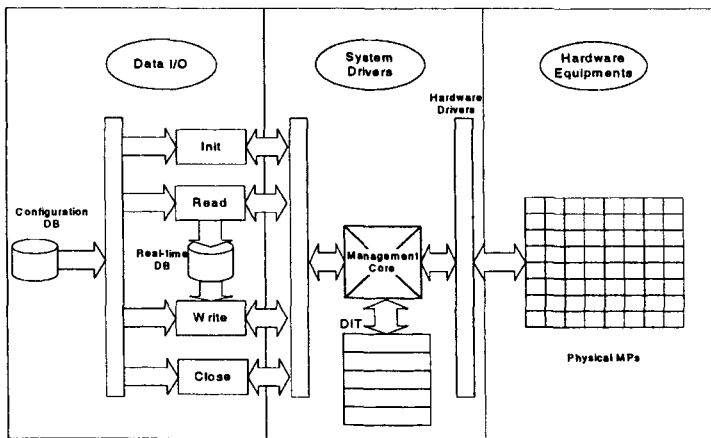 Data I/O
System
Drivers
Hardware
Equipments
Hardware
Drivers
Init
Read
Configuration
DB
Real-time
DB
Management
Core
Write
DIT
Close
Physical MPs